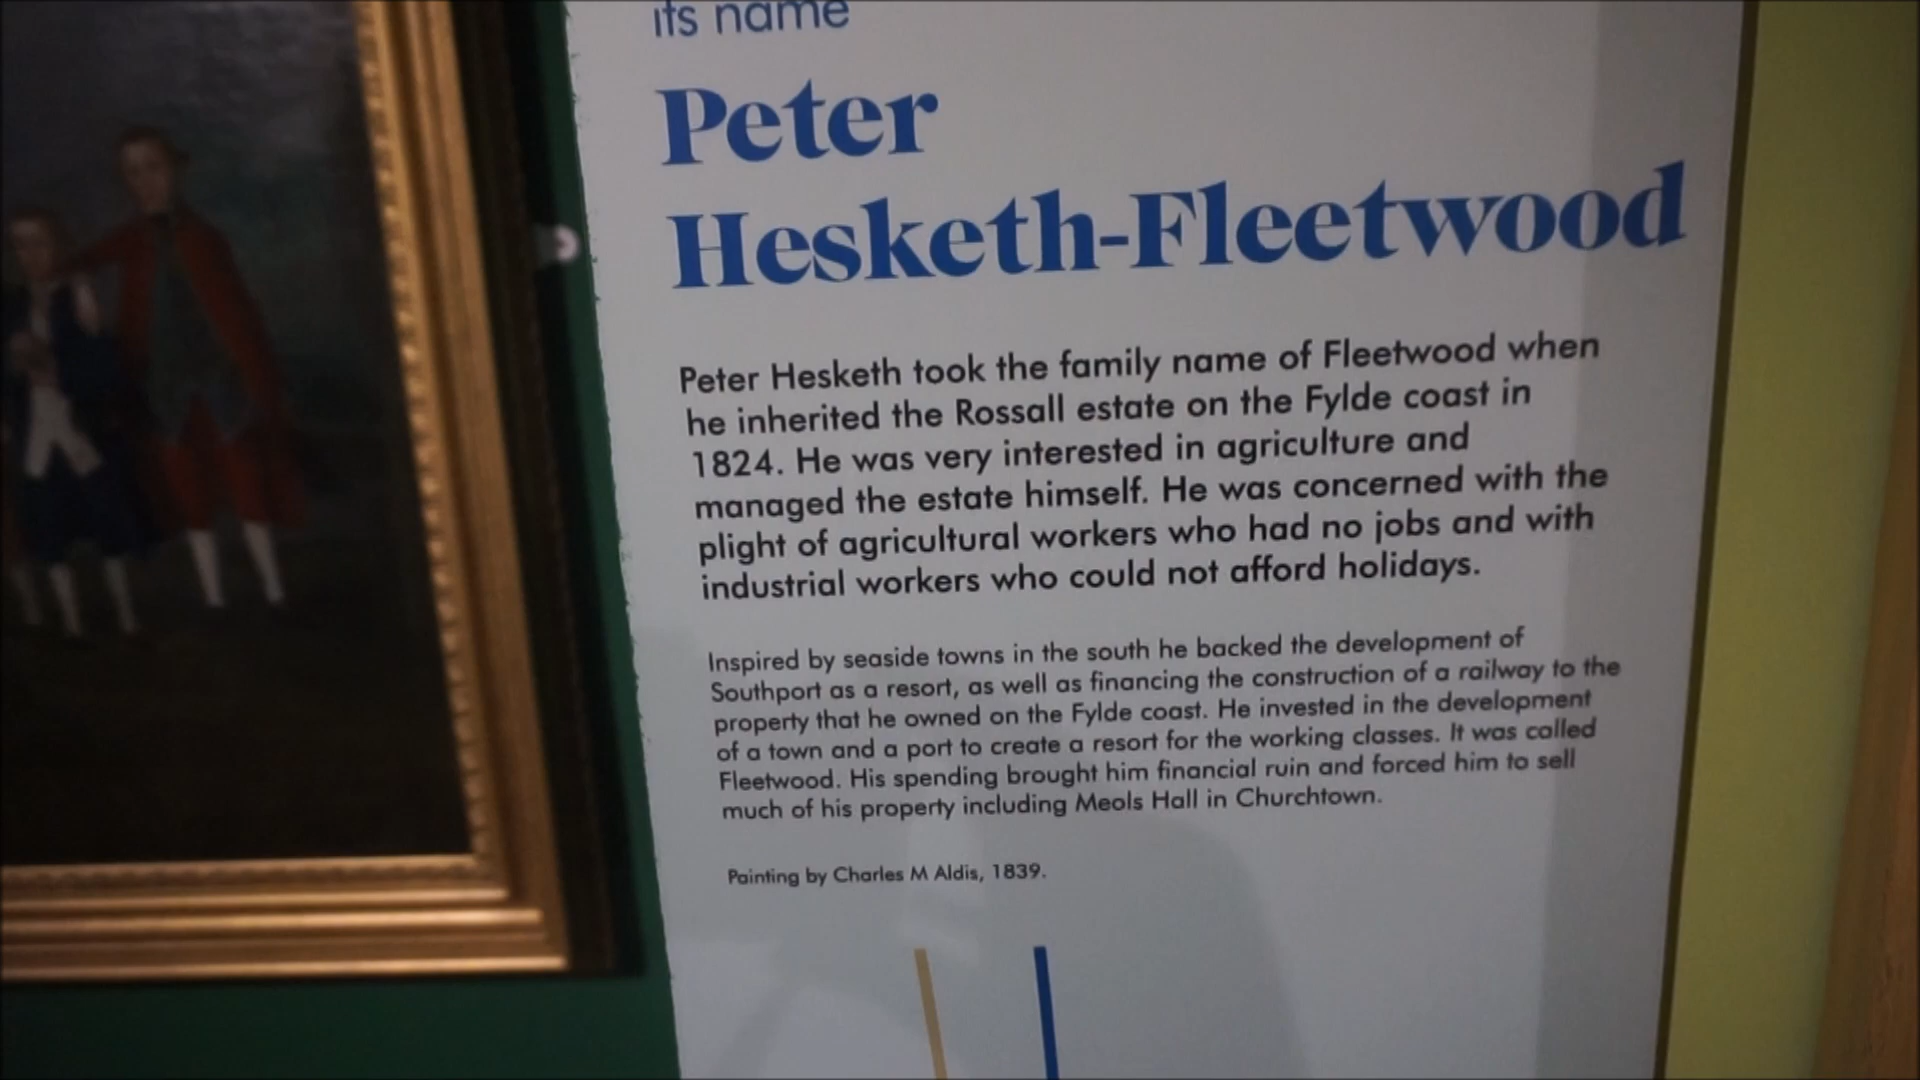 its name
Peter
Hesketh-Fleetwood
Peter Hesketh took the family name of Fleetwood when
he inherited the Rossall estate on the Fylde coast in
1824. He was very interested in agriculture and
managed the estate himself. He was concerned with the
plight of agricultural workers who had no jobs and with
industrial workers who could not afford holidays.
Inspired by seaside towns in the south he backed the development of
Southport as a resort, as well as financing the construction of a railway to the
property that he owned on the Fylde coast. He invested in the development
of a town and a port to create a resort for the working classes. It was called
Fleetwood. His spending brought him financial ruin and forced him to sell
much of his property including Meols Hall in Churchtown.
Painting by Charles M Aldis, 1839.